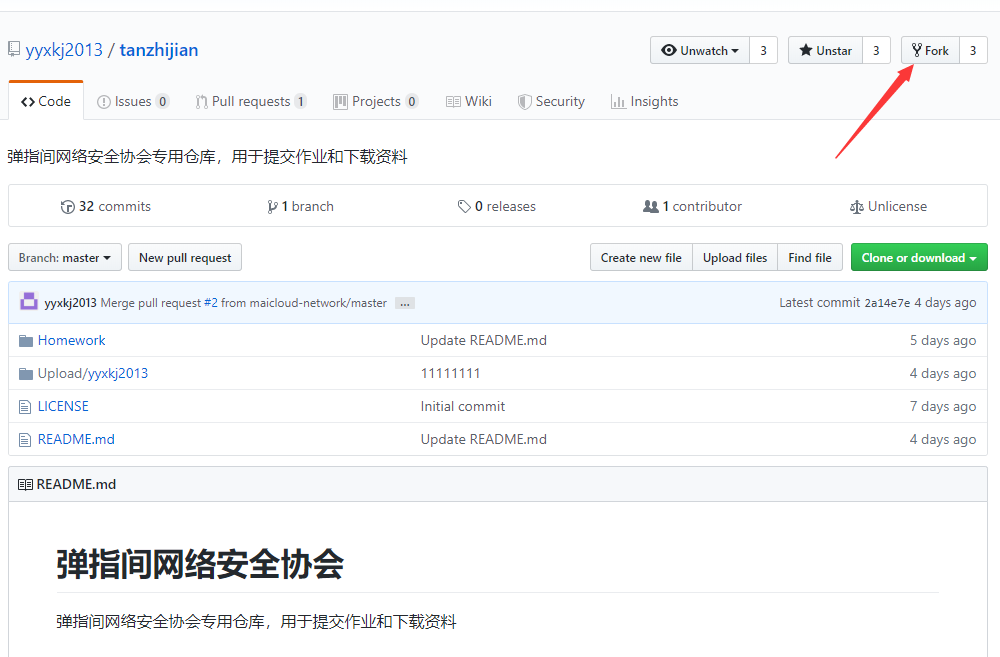 yyxkj2013 / tanzhijian Unwatch 3 Unstar 3 Fork 3
Code Issues 0 Pull requests 1 Projects 0 Wiki Security Insights
弹指间网络安全协会专用仓库，用于提交作业和下载资料
32 commits 1 branch 0 releases 1 contributor Unlicense
Branch: master New pull request Create new file Upload files Find file Clone or download
yyxkj2013 Merge pull request #2 from maicloud-network/master ... Latest commit 2a14e7e 4 days ago
Homework Update README.md 5 days ago
Upload/yyxkj2013 11111111 4 days ago
LICENSE Initial commit 7 days ago
README.md Update README.md 4 days ago
README.md
弹指间网络安全协会
弹指间网络安全协会专用仓库，用于提交作业和下载资料